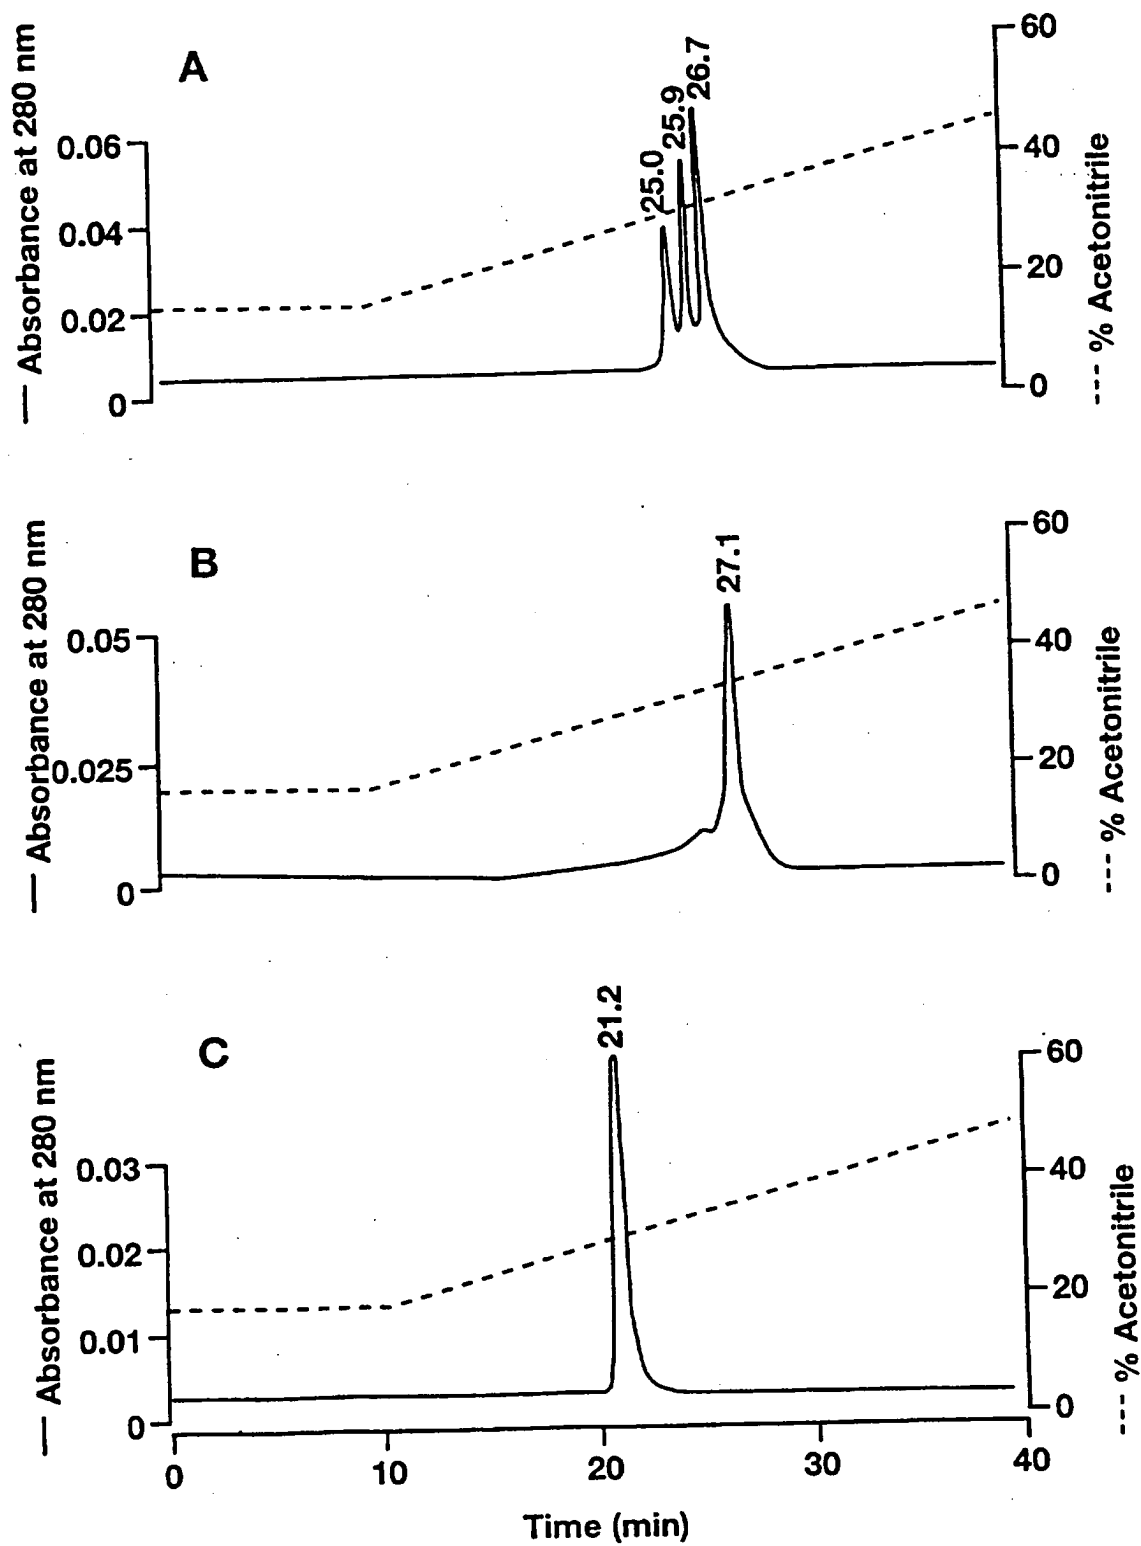 A
— Absorbance at 280 nm
0.06
0.04
0.02
0
25.0
25.9
26.7
60
40
20
0
--- % Acetonitrile
B
— Absorbance at 280 nm
0.05
0.025
0
27.1
60
40
20
0
--- % Acetonitrile
C
— Absorbance at 280 nm
0.03
0.02
0.01
0
21.2
60
40
20
0
--- % Acetonitrile
0 10 20 30 40
Time (min)